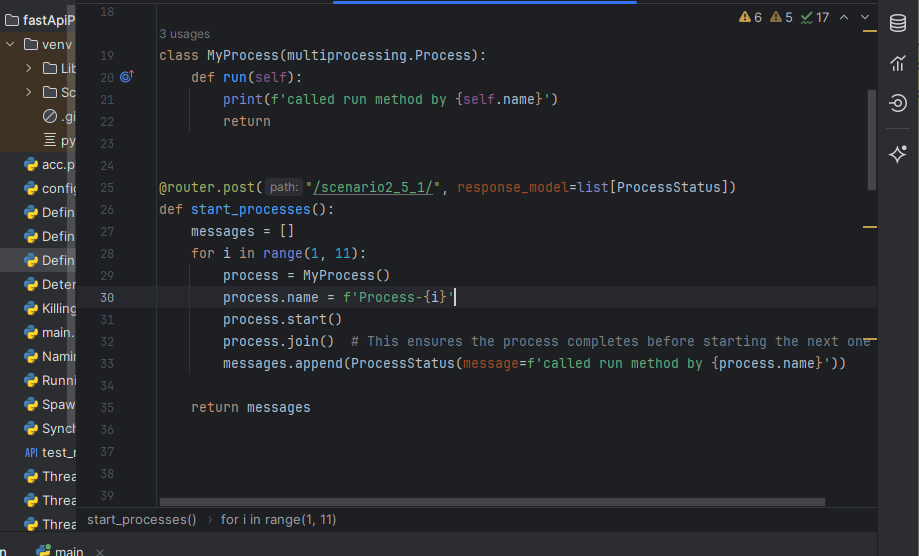 fastApiP
venv
Lib
Sc
.gi
py
acc.p
config
Defin
Defin
Defin
Deter
Killing
main.
Namin
Runni
Spaw
Synch
API test_r
Threa
Threa
Threa
18
6 5 17
3 usages
19 class MyProcess(multiprocessing.Process):
20 def run(self):
21 print(f'called run method by {self.name}')
22 return
23
24
25 @router.post( path: "/scenario2_5_1/", response_model=list[ProcessStatus])
26 def start_processes():
27 messages = []
28 for i in range(1, 11):
29 process = MyProcess()
30 process.name = f'Process-{i}'
31 process.start()
32 process.join() # This ensures the process completes before starting the next one
33 messages.append(ProcessStatus(message=f'called run method by {process.name}'))
34
35 return messages
36
37
38
39
start_processes() › for i in range(1, 11)
n main ×